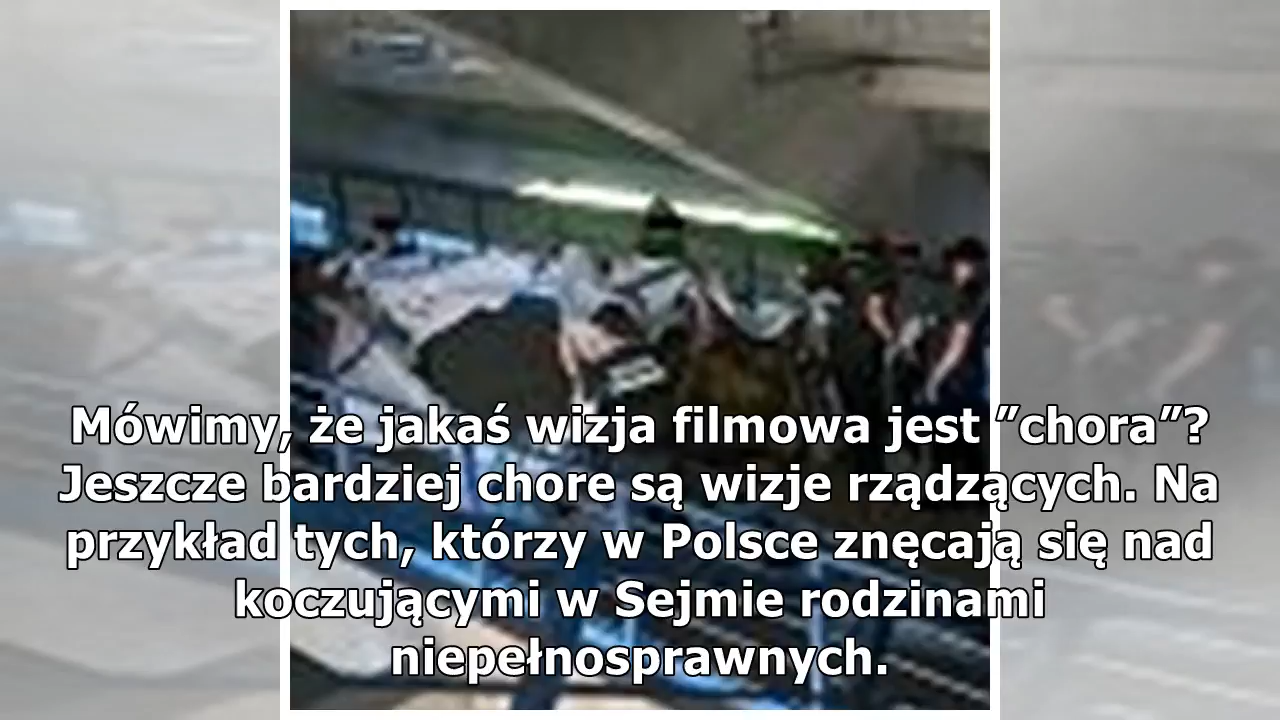 Mówimy, że jakaś wizja filmowa jest ”chora”?
Jeszcze bardziej chore są wizje rządzących. Na
przykład tych, którzy w Polsce znęcają się nad
koczującymi w Sejmie rodzinami
niepełnosprawnych.